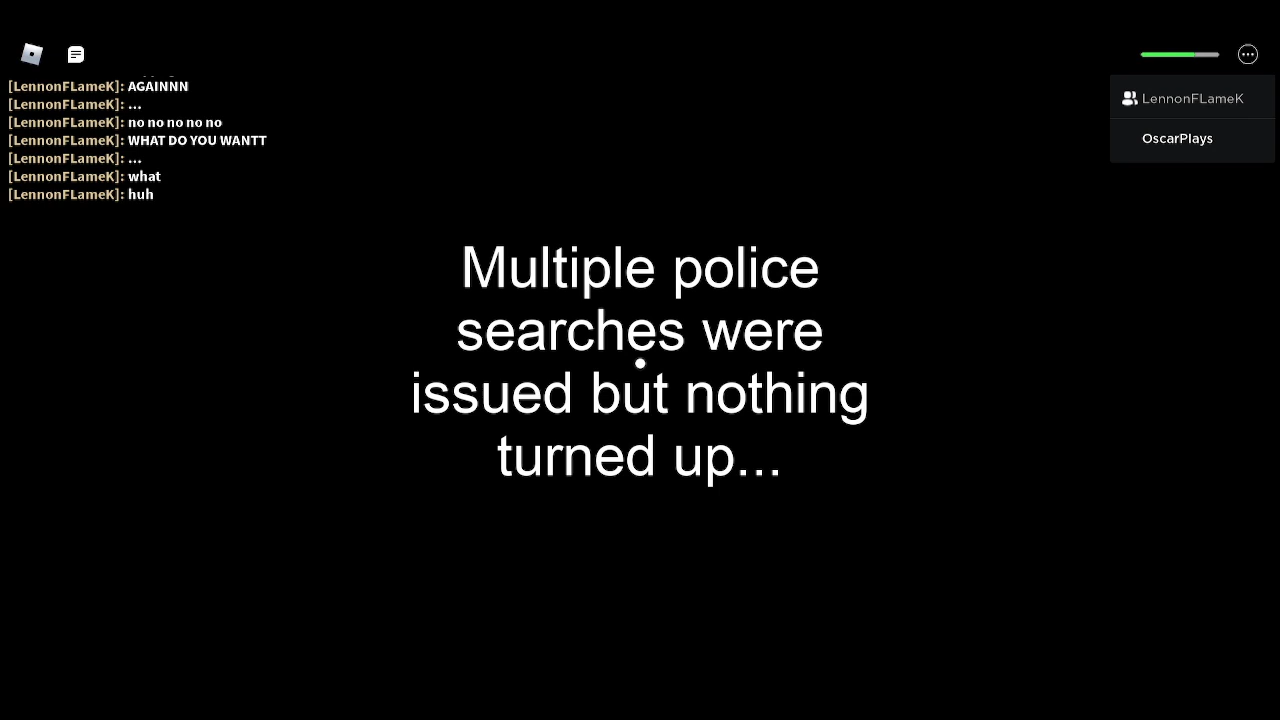 [LennonFLameK]: AGAINNN
[LennonFLameK]: ...
[LennonFLameK]: no no no no no
[LennonFLameK]: WHAT DO YOU WANTT
[LennonFLameK]: ...
[LennonFLameK]: what
[LennonFLameK]: huh
LennonFLameK
OscarPlays
Multiple police
searches were
issued but nothing
turned up...